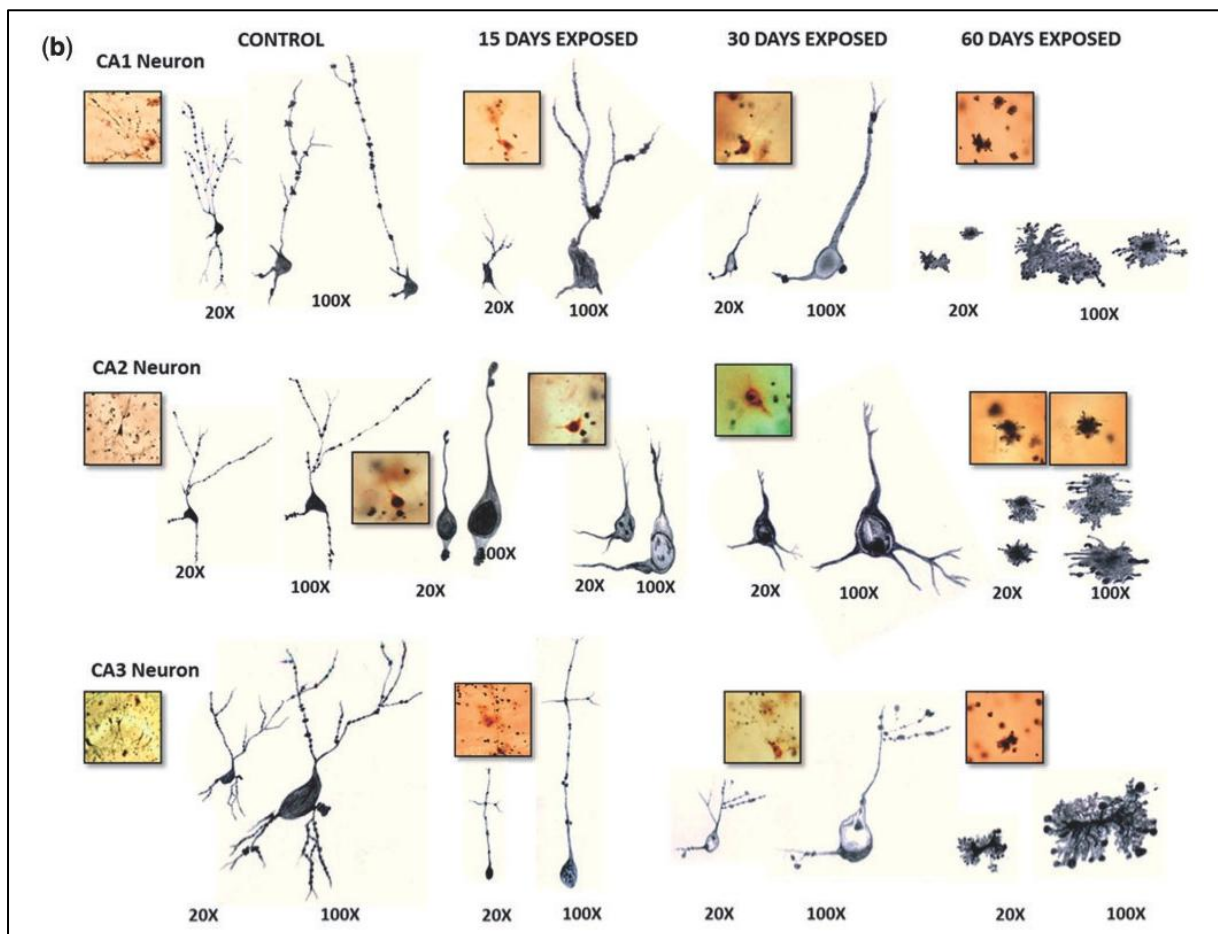 (b)
CONTROL 15 DAYS EXPOSED 30 DAYS EXPOSED 60 DAYS EXPOSED
CA1 Neuron
20X 100X 20X 100X 20X 100X 20X 100X
CA2 Neuron
20X 100X 20X 100X 20X 100X 20X 100X 20X 100X
CA3 Neuron
20X 100X 20X 100X 20X 100X 20X 100X